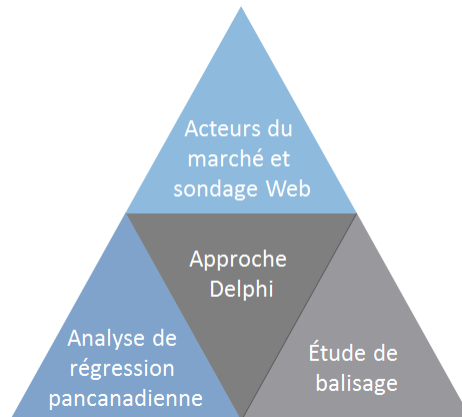 Acteurs du
marché et
sondage Web
Approche
Delphi
Analyse de
régression
pancanadienne
Étude de
balisage